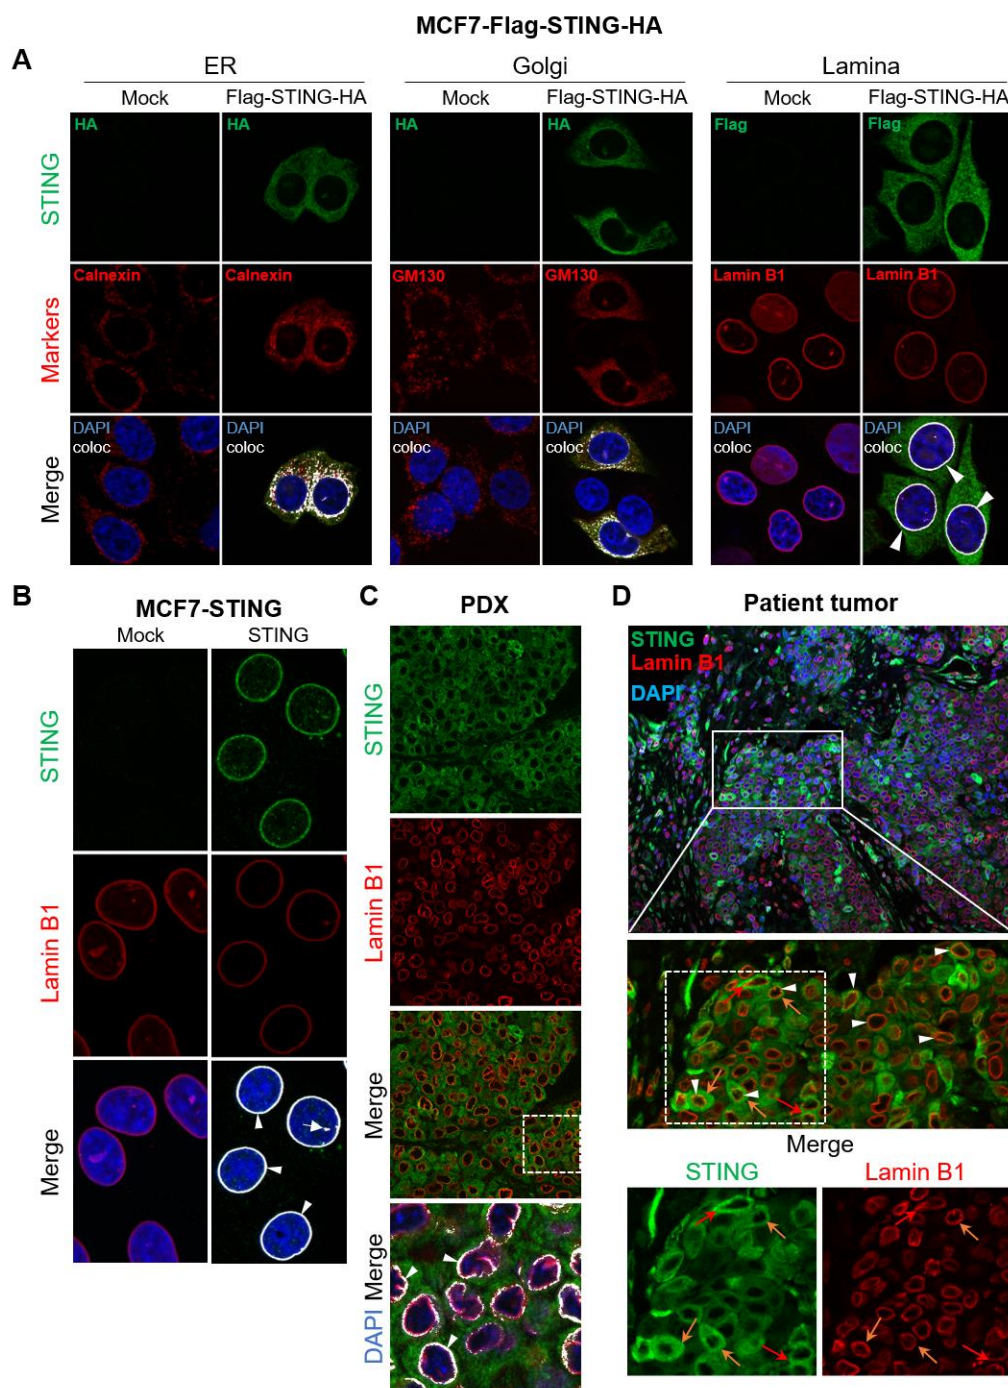 MCF7-Flag-STING-HA
A
ER Golgi Lamina
Mock Flag-STING-HA Mock Flag-STING-HA Mock Flag-STING-HA
STING
HA HA HA HA Flag Flag
Markers
Calnexin Calnexin GM130 GM130 Lamin B1 Lamin B1
Merge
DAPI DAPI DAPI DAPI DAPI DAPI
coloc coloc coloc coloc coloc coloc
B
MCF7-STING
Mock STING
STING
Lamin B1
Merge
C
PDX
STING
Lamin B1
Merge
DAPI Merge
D
Patient tumor
STING
Lamin B1
DAPI
Merge
STING Lamin B1